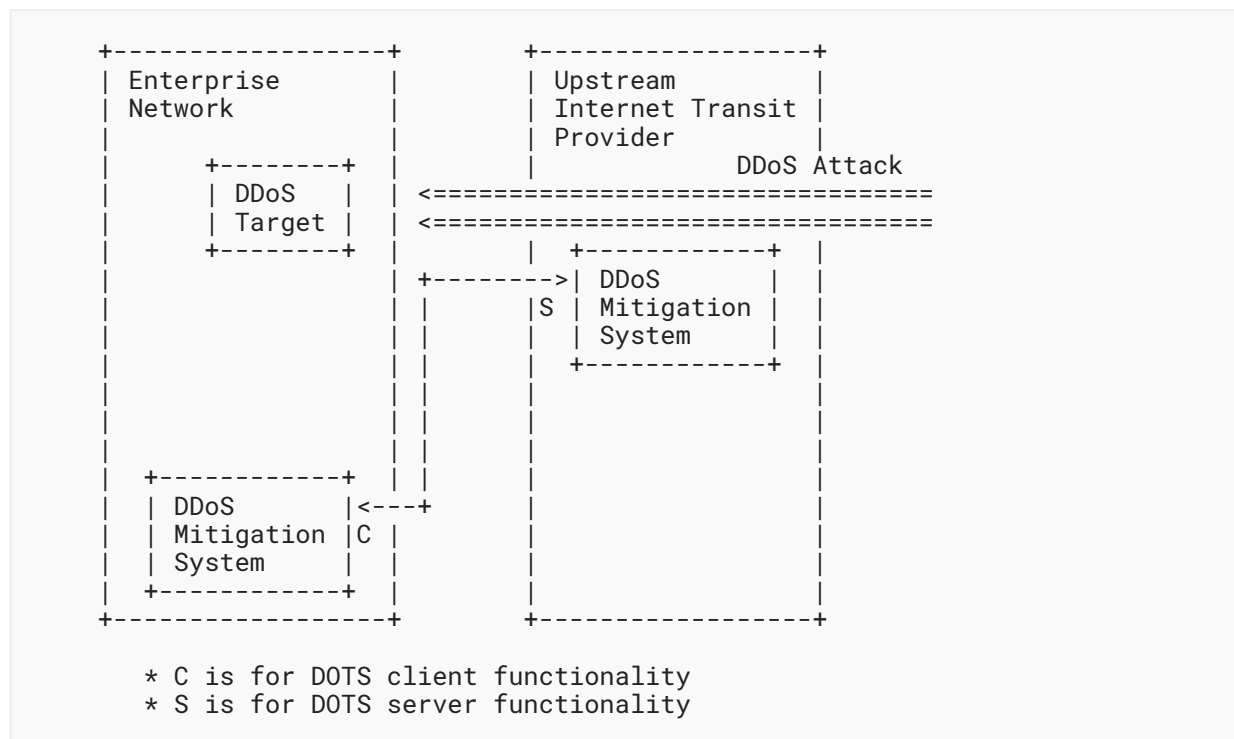 +------------------+        +------------------+
| Enterprise       |        | Upstream         |
| Network          |        | Internet Transit |
|                  |        | Provider         |
|      +--------+  |        |             DDoS Attack
|      | DDoS   |  | <=================================
|      | Target |  | <=================================
|      +--------+  |        |  +------------+  |
|                  | +-------->| DDoS       |  |
|                  | |      |S | Mitigation |  |
|                  | |      |  | System     |  |
|                  | |      |  +------------+  |
|                  | |      |                  |
|                  | |      |                  |
|                  | |      |                  |
|  +------------+  | |      |                  |
|  | DDoS       |<---+      |                  |
|  | Mitigation |C |        |                  |
|  | System     |  |        |                  |
|  +------------+  |        |                  |
+------------------+        +------------------+
* C is for DOTS client functionality
* S is for DOTS server functionality